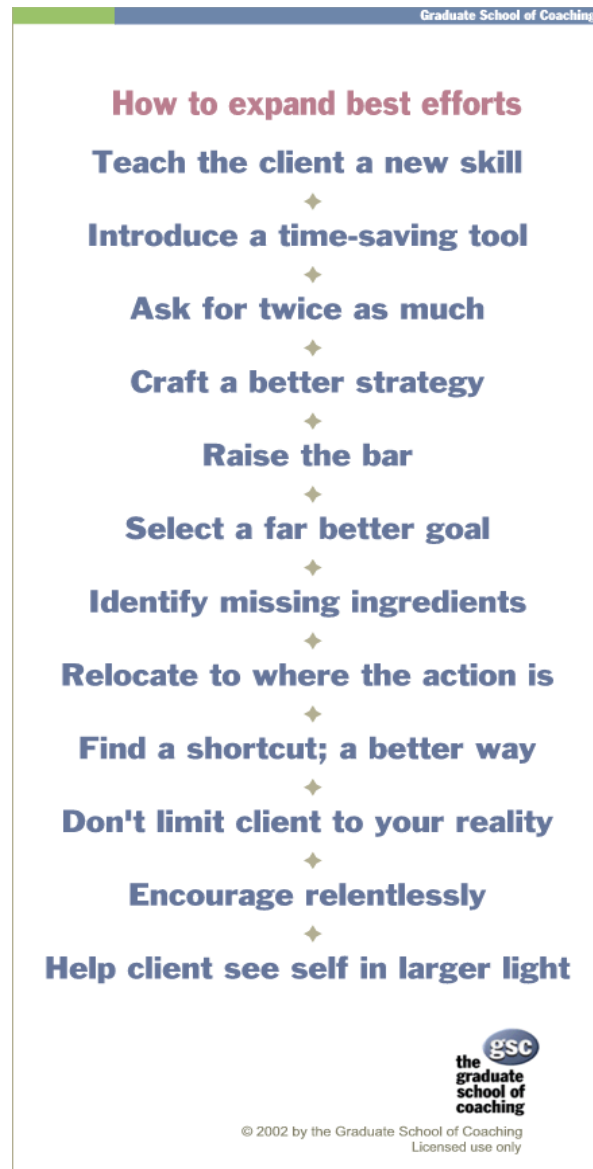 Graduate School of Coaching
How to expand best efforts
Teach the client a new skill
Introduce a time-saving tool
Ask for twice as much
Craft a better strategy
Raise the bar
Select a far better goal
Identify missing ingredients
Relocate to where the action is
Find a shortcut; a better way
Don't limit client to your reality
Encourage relentlessly
Help client see self in larger light
gsc
the
graduate
school of
coaching
© 2002 by the Graduate School of Coaching
Licensed use only